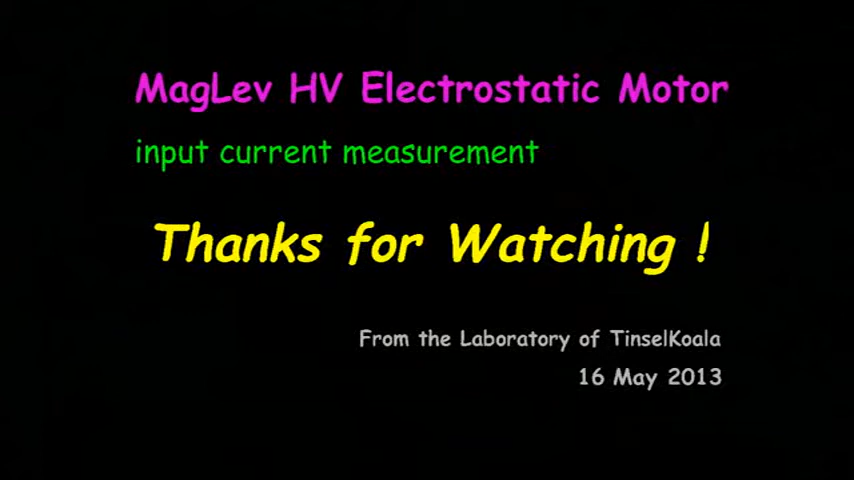 MagLev HV Electrostatic Motor
input current measurement
Thanks for Watching !
From the Laboratory of TinselKoala
16 May 2013